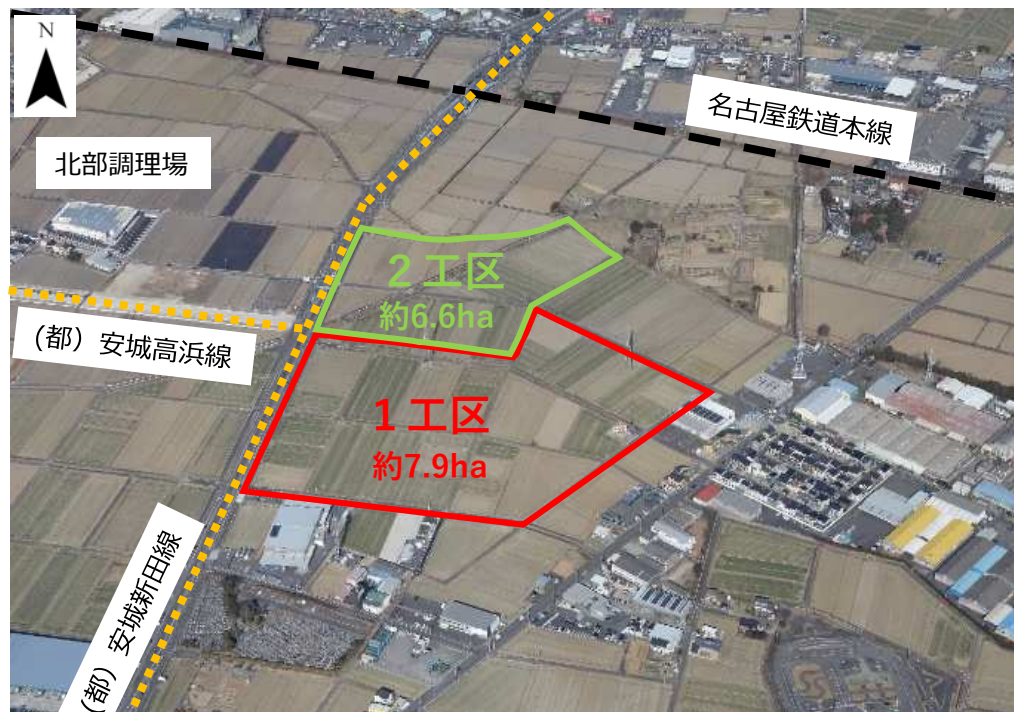 N
名古屋鉄道本線
北部調理場
2 工区
約6.6ha
(都) 安城高浜線
1 工区
約7.9ha
(都) 安城新田線